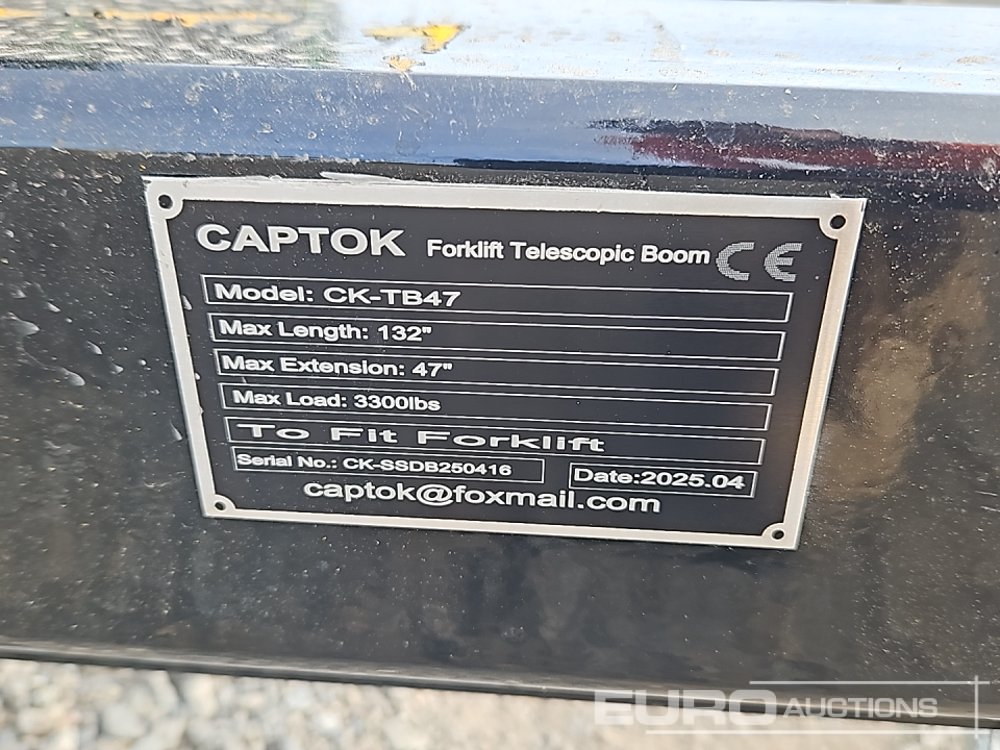 CAPTOK Forklift Telescopic Boom CE
Model: CK-TB47
Max Length: 132"
Max Extension: 47"
Max Load: 3300lbs
To Fit Forklift
Serial No.: CK-SSDB250416 Date:2025.04
captok@foxmail.com
EURO AUCTIONS